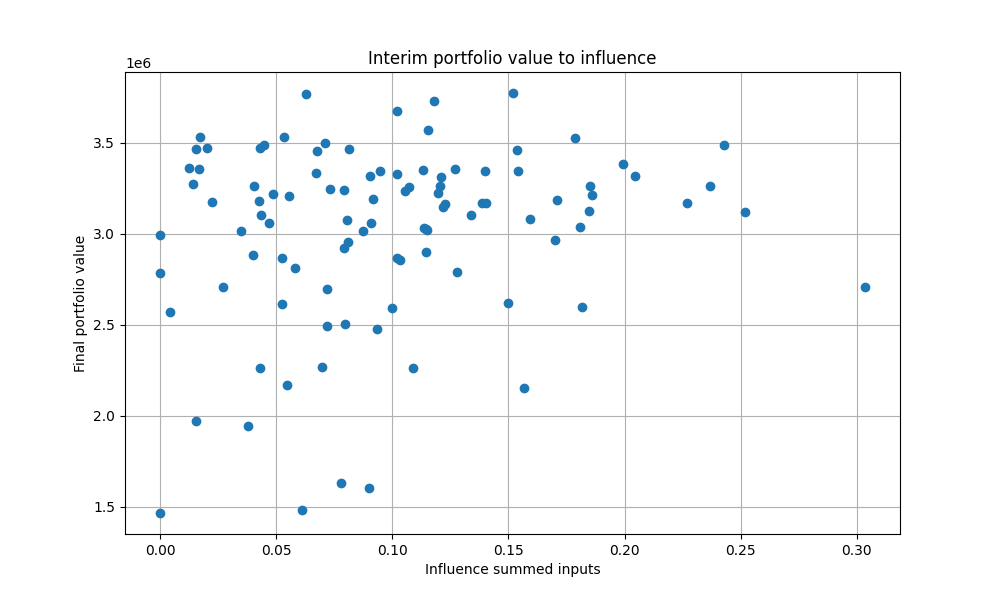 Interim portfolio value to influence
1e6
3.5
3.0
2.5
2.0
1.5
Final portfolio value
0.00 0.05 0.10 0.15 0.20 0.25 0.30
Influence summed inputs